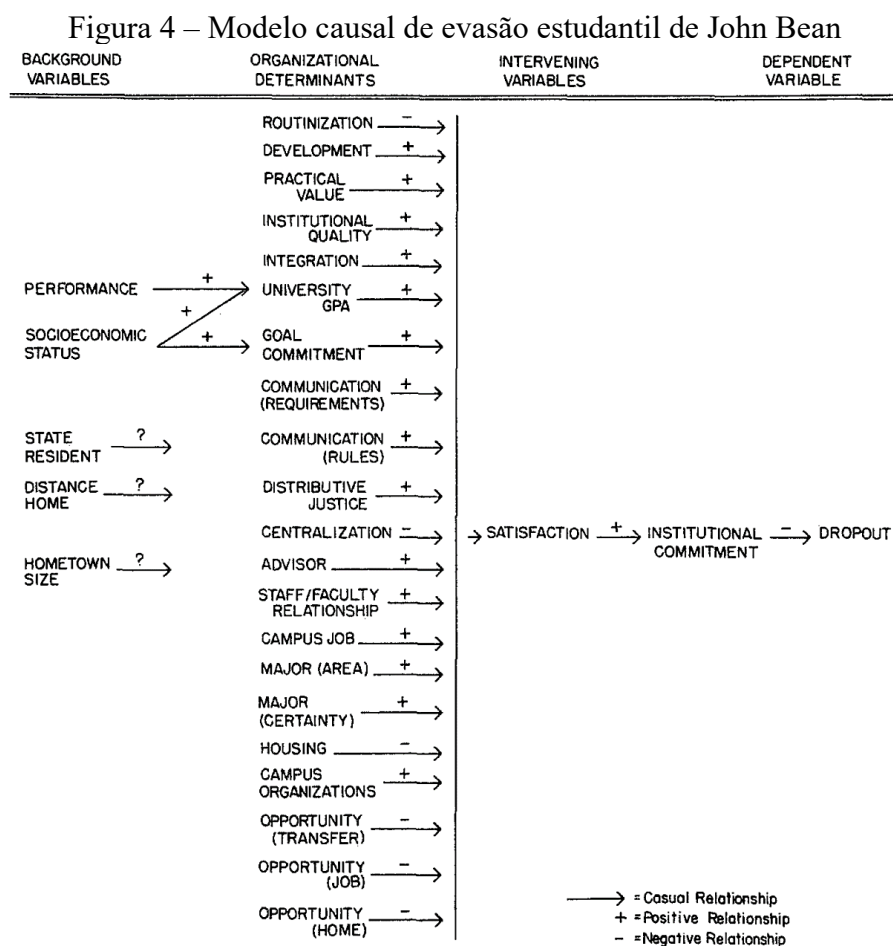 Figura 4 – Modelo causal de evasão estudantil de John Bean
BACKGROUND VARIABLES
ORGANIZATIONAL DETERMINANTS
INTERVENING VARIABLES
DEPENDENT VARIABLE
ROUTINIZATION −
DEVELOPMENT +
PRACTICAL VALUE +
INSTITUTIONAL QUALITY +
INTEGRATION +
PERFORMANCE +
UNIVERSITY GPA +
+
SOCIOECONOMIC STATUS +
GOAL COMMITMENT +
COMMUNICATION (REQUIREMENTS) +
STATE RESIDENT ?
COMMUNICATION (RULES) +
DISTANCE HOME ?
DISTRIBUTIVE JUSTICE +
CENTRALIZATION −
SATISFACTION +
INSTITUTIONAL COMMITMENT −
DROPOUT
HOMETOWN SIZE ?
ADVISOR +
STAFF/FACULTY RELATIONSHIP +
CAMPUS JOB +
MAJOR (AREA) +
MAJOR (CERTAINTY) +
HOUSING −
CAMPUS ORGANIZATIONS +
OPPORTUNITY (TRANSFER) −
OPPORTUNITY (JOB) −
OPPORTUNITY (HOME) −
= Casual Relationship
+ = Positive Relationship
− = Negative Relationship